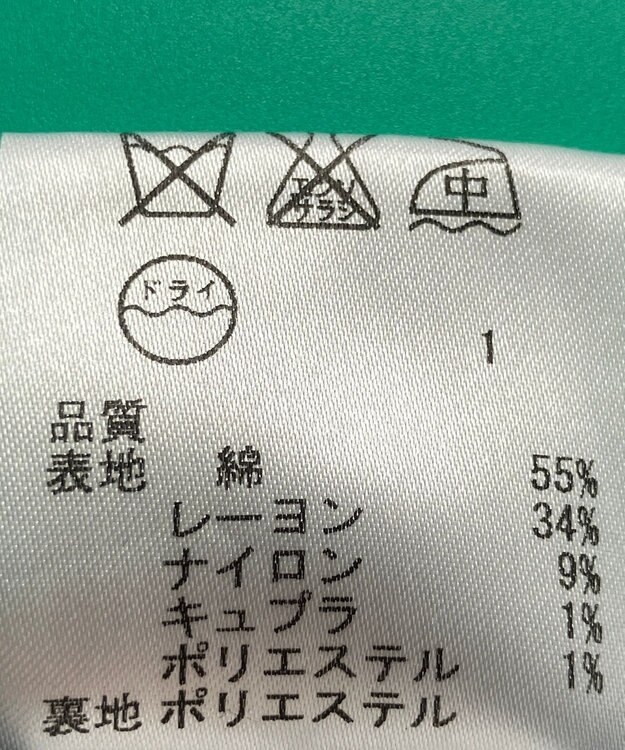 エンソ
サラシ
中
ドライ
1
品質
表地 綿 55%
レーヨン 34%
ナイロン 9%
キュプラ 1%
ポリエステル 1%
裏地 ポリエステル